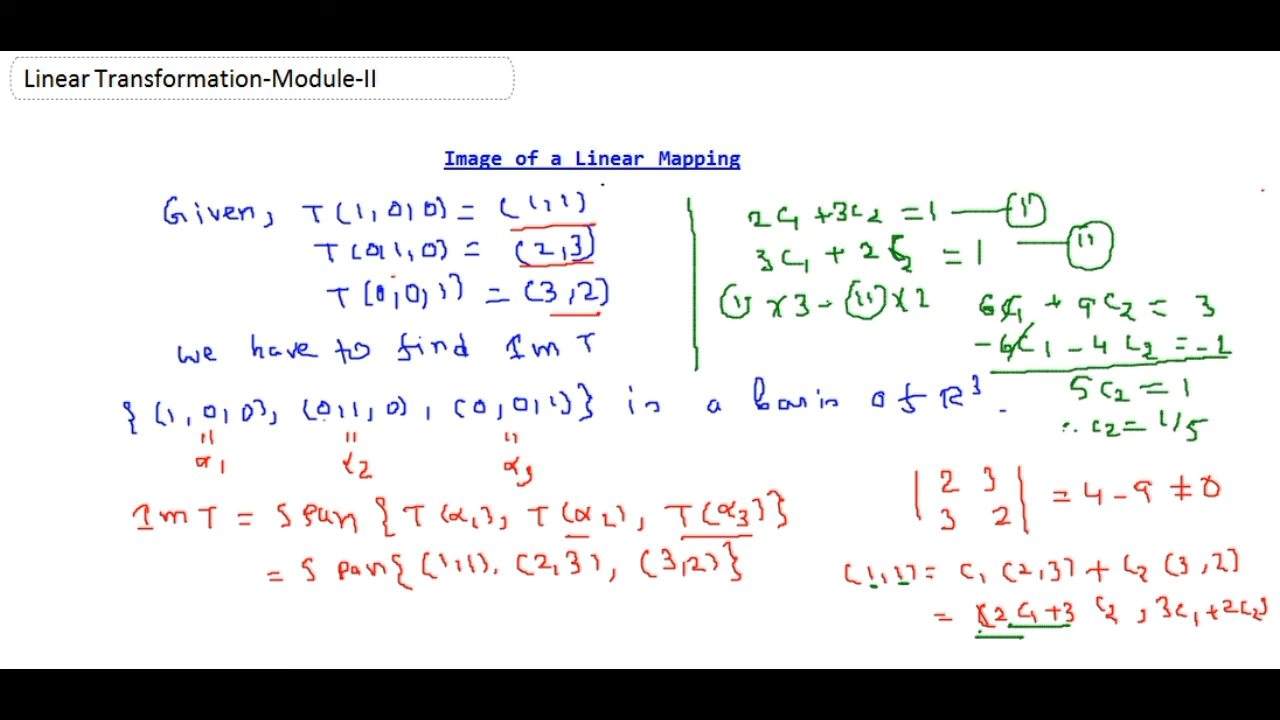 Linear Transformation-Module-II
Image of a Linear Mapping
Given, T(1,0,0) = (1,1)
T(0,1,0) = (2,3)
T(0,0,1) = (3,2)
we have to find Im T
{(1,0,0), (0,1,0), (0,0,1)} is a basis of ℝ³.
" " "
α1 α2 α3
Im T = Span {T(α1), T(α2), T(α3)}
= Span{(1,1), (2,3), (3,2)}
2c1 + 3c2 = 1 — (i)
3c1 + 2c2 = 1 — (ii)
(i) × 3 - (ii) × 2
6c1 + 9c2 = 3
-6c1 - 4c2 = -2
5c2 = 1
∴ c2 = 1/5
| 2 3 |
| 3 2 | = 4 - 9 ≠ 0
(1,1) = c1 (2,3) + c2 (3,2)
= (2c1 + 3c2, 3c1 + 2c2)